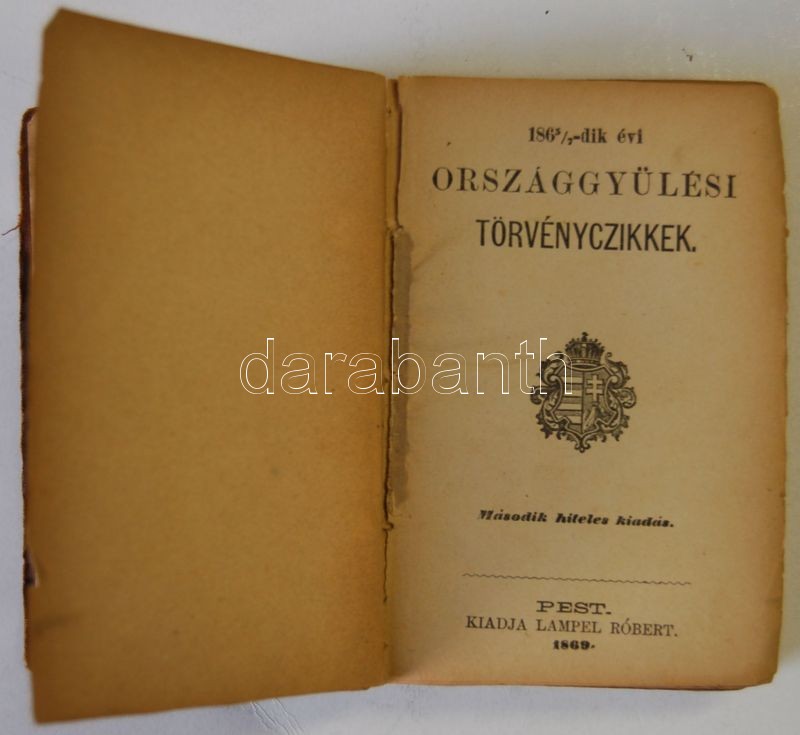 186⁵/₇-dik évi
ORSZÁGGYÜLÉSI
TÖRVÉNYCZIKKEK.
darabanth
Második hiteles kiadás.
PEST.
KIADJA LAMPEL RÓBERT.
1869.